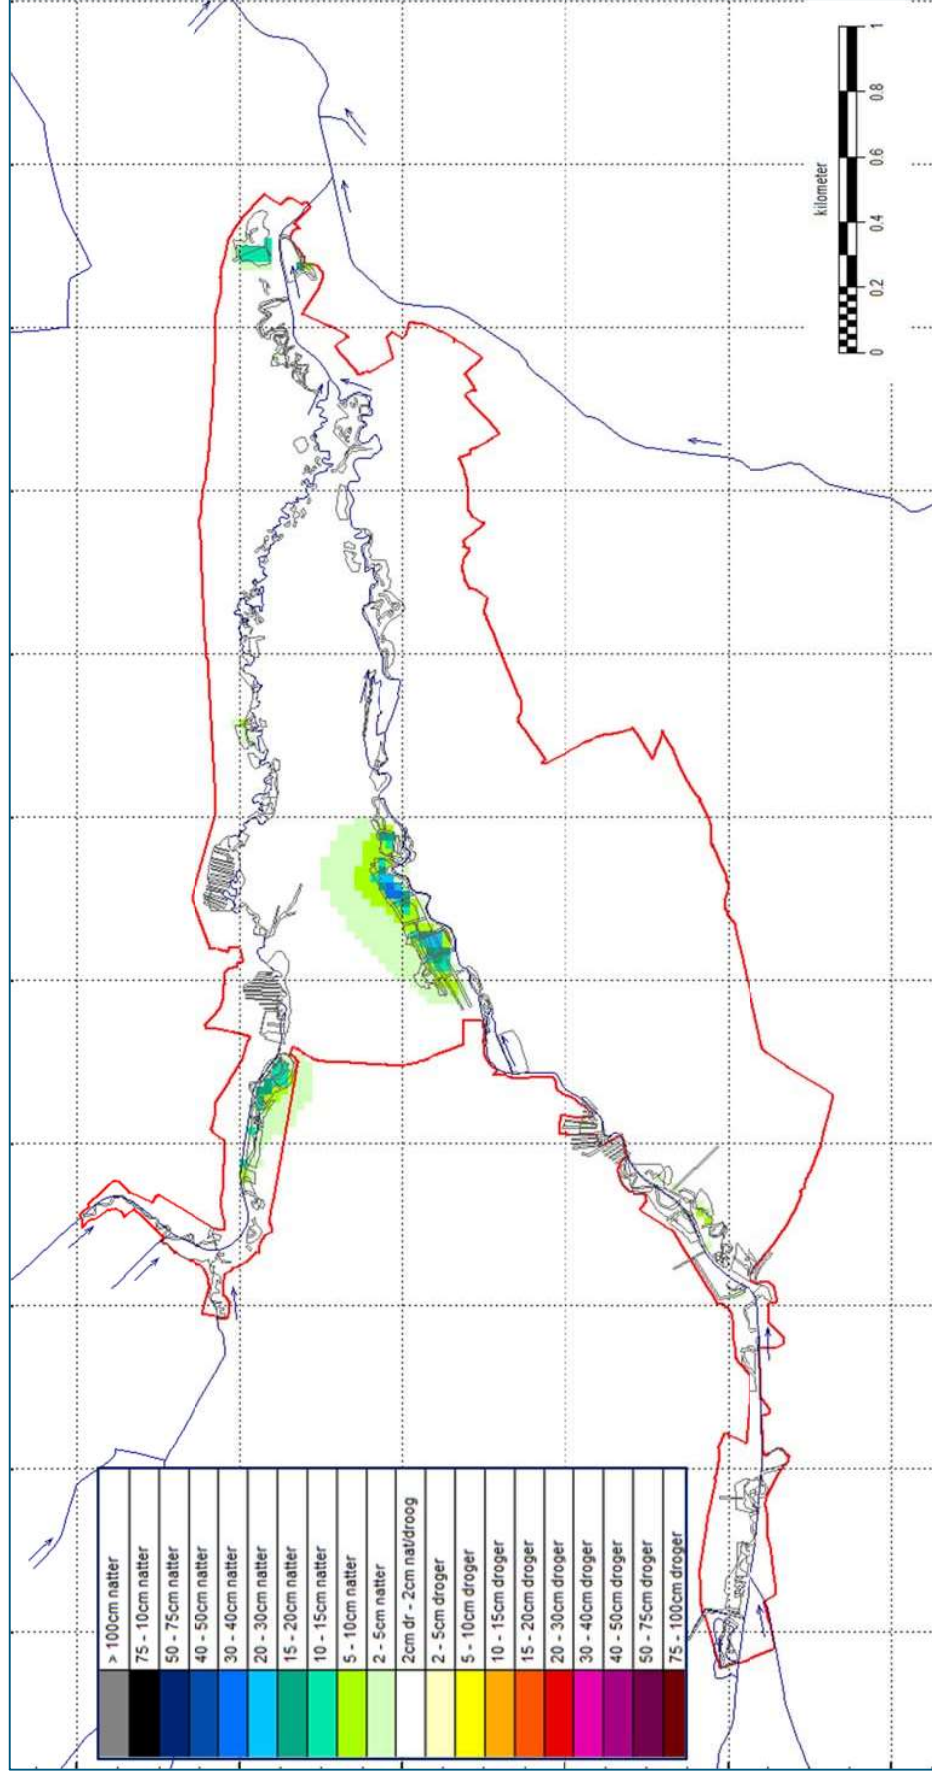 > 100cm natter
75 - 100cm natter
50 - 75cm natter
40 - 50cm natter
30 - 40cm natter
20 - 30cm natter
15 - 20cm natter
10 - 15cm natter
5 - 10cm natter
2 - 5cm natter
2cm dr - 2cm nat/droog
2 - 5cm droger
5 - 10cm droger
10 - 15cm droger
15 - 20cm droger
20 - 30cm droger
30 - 40cm droger
40 - 50cm droger
50 - 75cm droger
75 - 100cm droger
kilometer
0 0.2 0.4 0.6 0.8 1